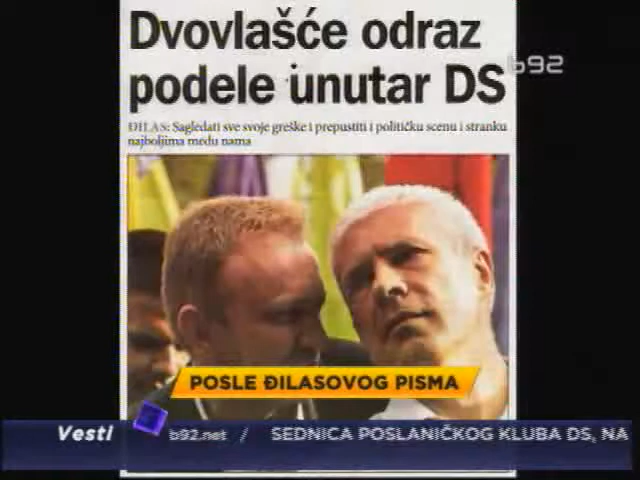 Dvovlašće odraz
podele unutar DS
b92
ĐILAS: Sagledati sve svoje greške i prepustiti i političku scenu i stranku
najboljima među nama
POSLE ĐILASOVOG PISMA
Vesti b92.net / SEDNICA POSLANIČKOG KLUBA DS, NA